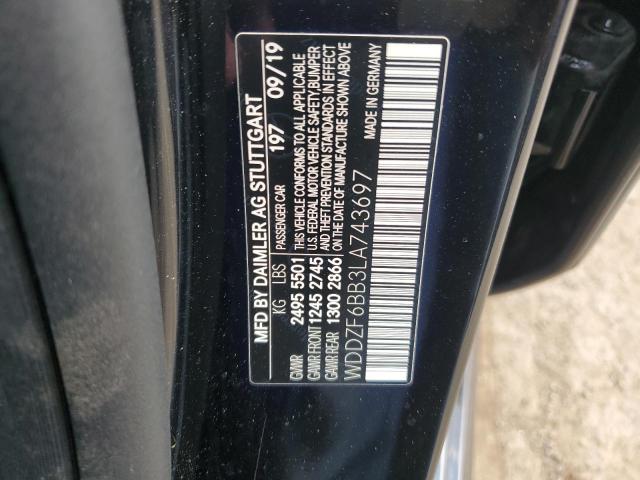 MFD BY DAIMLER AG STUTTGART
KG LBS PASSENGER CAR 197 09/19
GVWR 2495 5501 THIS VEHICLE CONFORMS TO ALL APPLICABLE
GAWR FRONT 1245 2745 U.S. FEDERAL MOTOR VEHICLE SAFETY, BUMPER
GAWR REAR 1300 2866 AND THEFT PREVENTION STANDARDS IN EFFECT
ON THE DATE OF MANUFACTURE SHOWN ABOVE
WDDZF6BB3LA743697 MADE IN GERMANY